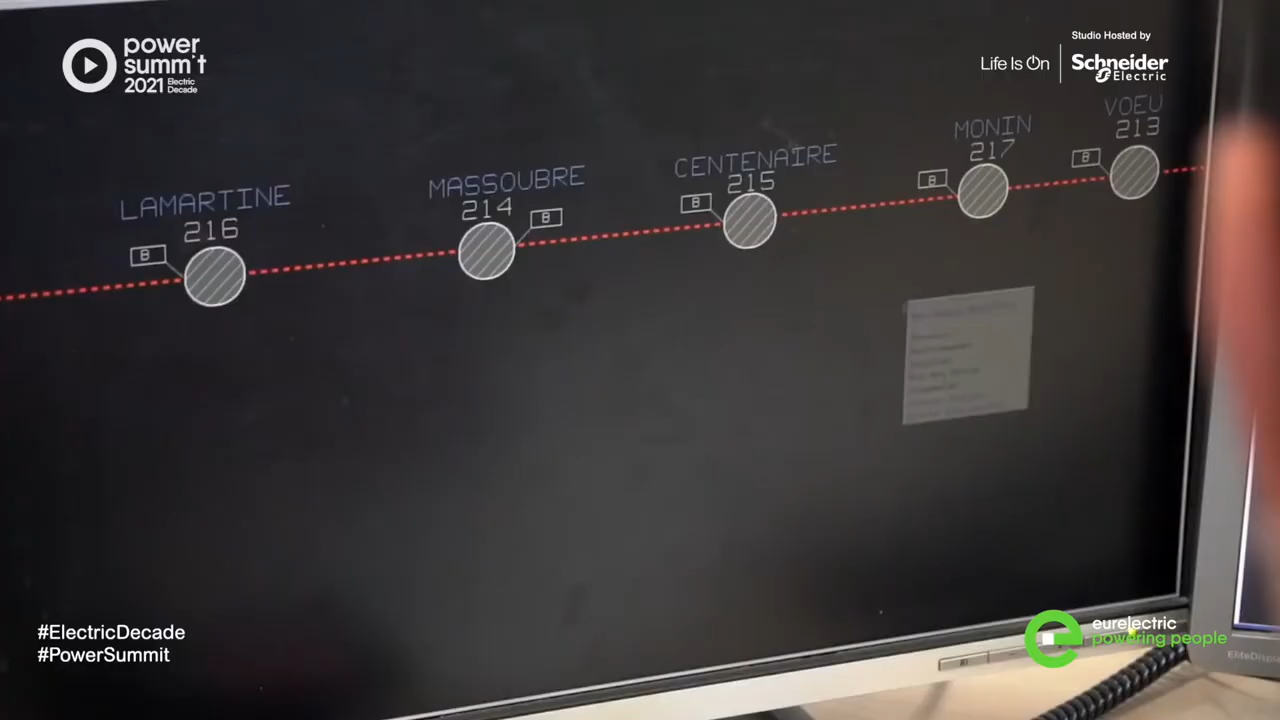 power
summ't
2021
Electric
Decade
Studio Hosted by
Life Is On
Schneider
Electric
VOEU
213
B
MONIN
217
B
CENTENAIRE
215
B
MASSOUBRE
214
B
LAMARTINE
216
B
#ElectricDecade
#PowerSummit
eurelectric
powering people